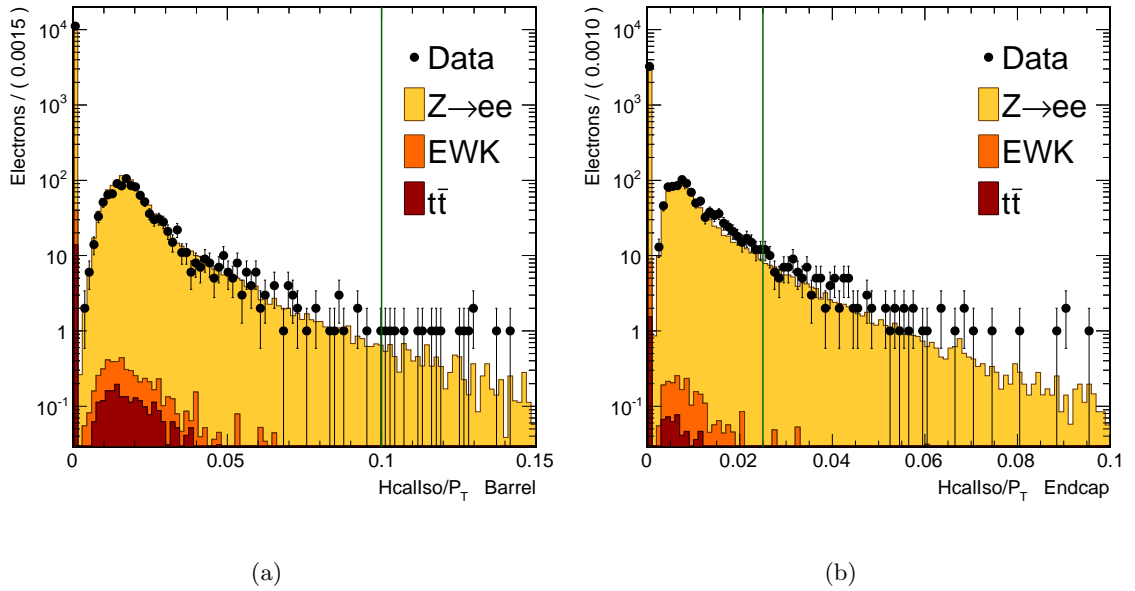 Electrons / ( 0.0015 )
10⁴
10³
10²
10
1
10⁻¹
Data
Z→ee
EWK
tt̄
0 0.05 0.1 0.15
HcalIso/P_T Barrel
(a)
Electrons / ( 0.0010 )
10⁴
10³
10²
10
1
10⁻¹
Data
Z→ee
EWK
tt̄
0 0.02 0.04 0.06 0.08 0.1
HcalIso/P_T Endcap
(b)